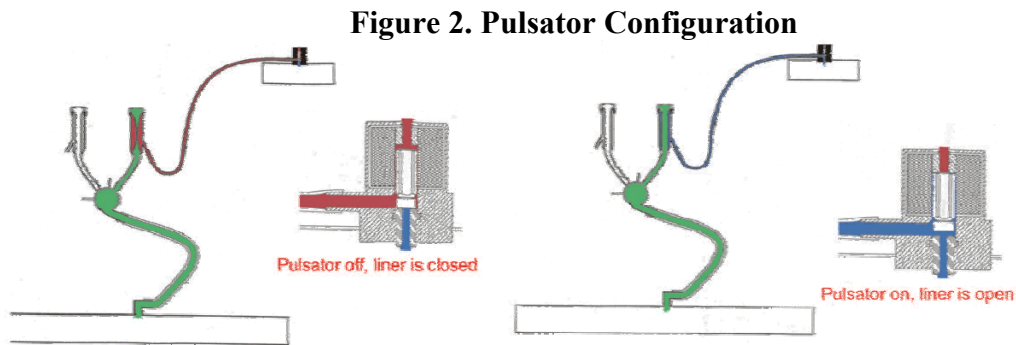 Figure 2. Pulsator Configuration
Pulsator off, liner is closed
Pulsator on, liner is open